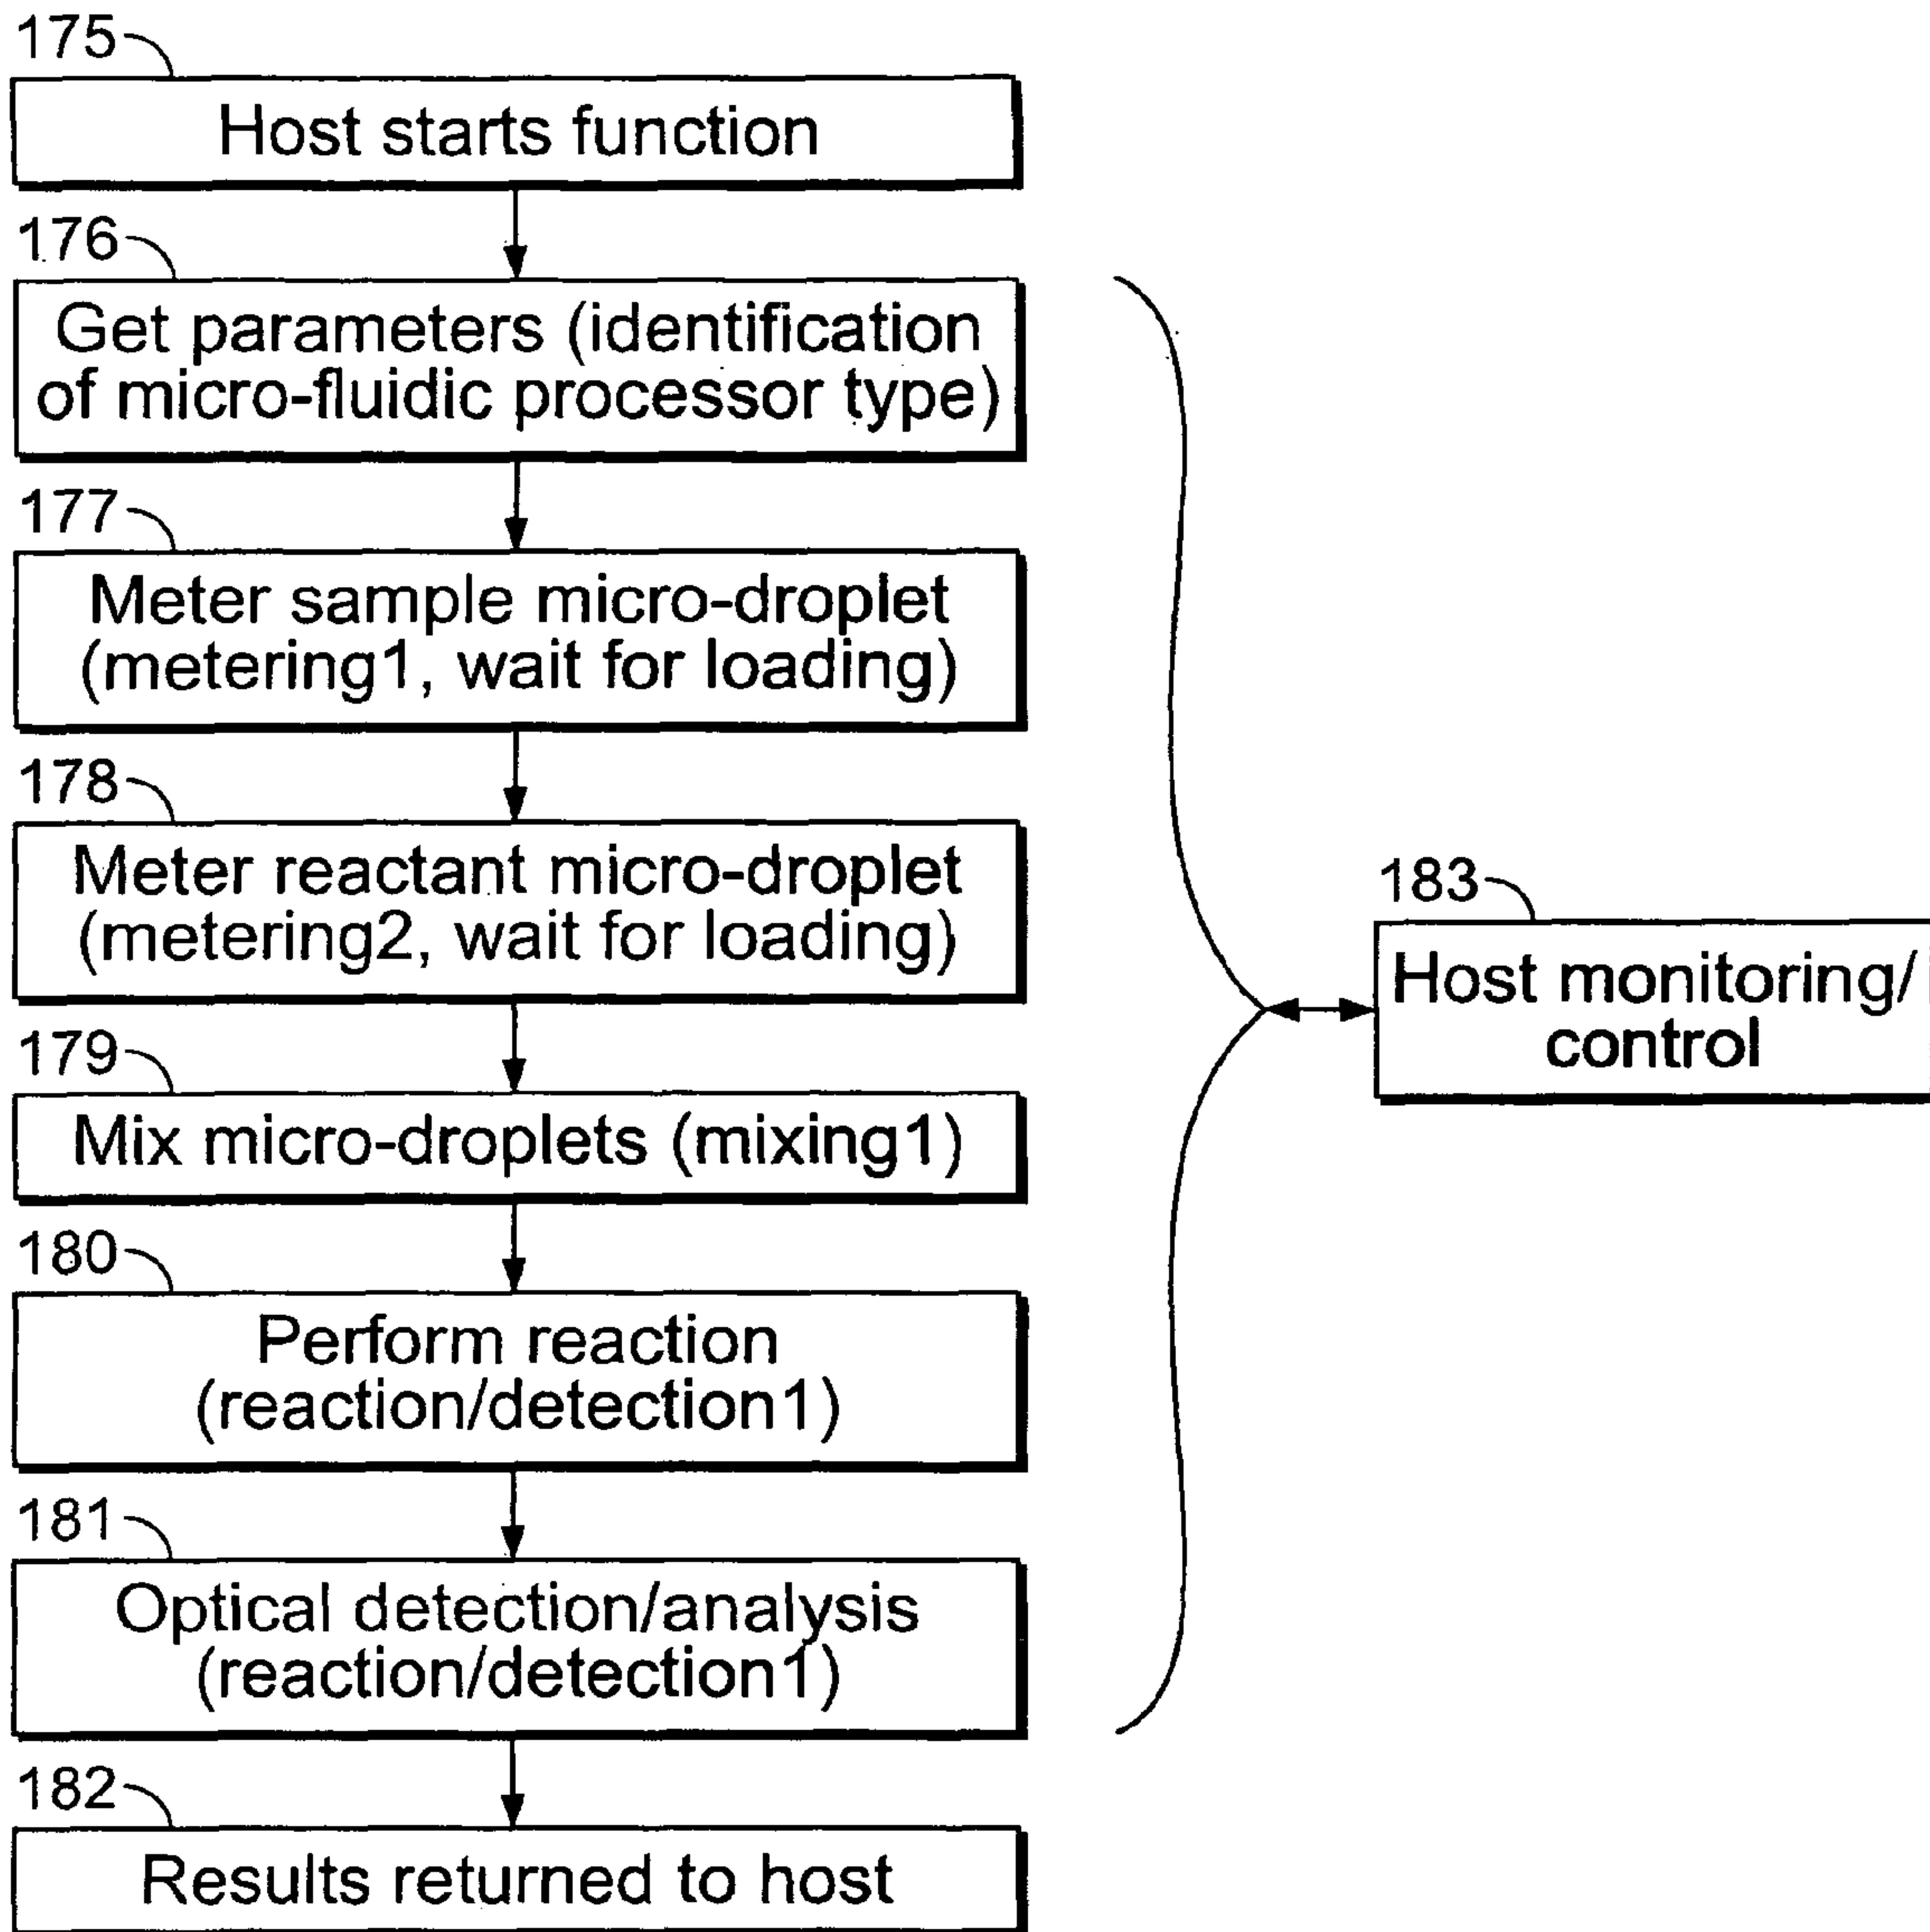 175
Host starts function
176
Get parameters (identification
of micro-fluidic processor type)
177
Meter sample micro-droplet
(metering1, wait for loading)
178
Meter reactant micro-droplet
(metering2, wait for loading)
179
Mix micro-droplets (mixing1)
180
Perform reaction
(reaction/detection1)
181
Optical detection/analysis
(reaction/detection1)
182
Results returned to host
183
Host monitoring/
control